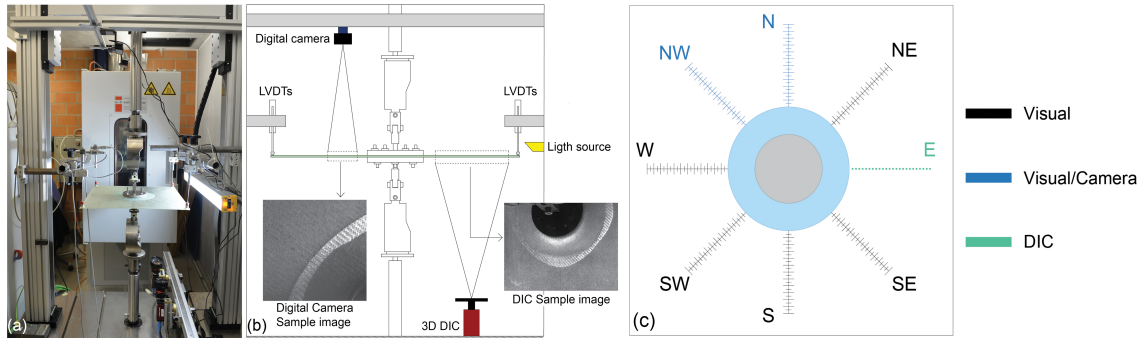 (a)
Digital camera
LVDTs
LVDTs
Ligth source
Digital Camera
Sample image
DIC Sample image
3D DIC
(b)
N
NW
NE
W
E
SW
SE
S
(c)
Visual
Visual/Camera
DIC